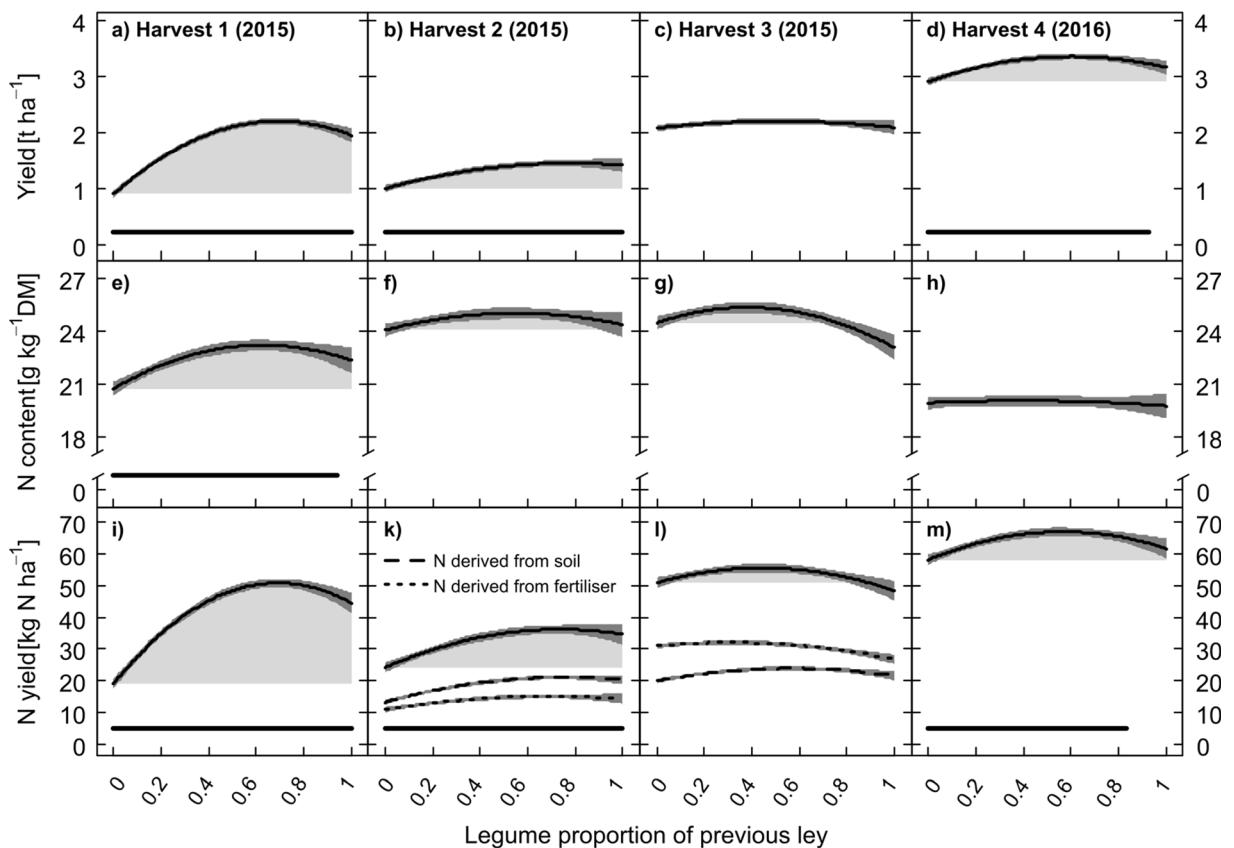 a) Harvest 1 (2015)
b) Harvest 2 (2015)
c) Harvest 3 (2015)
d) Harvest 4 (2016)
Yield [t ha⁻¹]
4
3
2
1
0
4
3
2
1
0
e)
f)
g)
h)
N content [g kg⁻¹ DM]
27
24
21
18
0
27
24
21
18
0
i)
k)
l)
m)
N derived from soil
N derived from fertiliser
N yield [kg N ha⁻¹]
70
60
50
40
30
20
10
0
70
60
50
40
30
20
10
0
0 0.2 0.4 0.6 0.8 1
0 0.2 0.4 0.6 0.8 1
0 0.2 0.4 0.6 0.8 1
0 0.2 0.4 0.6 0.8 1
Legume proportion of previous ley